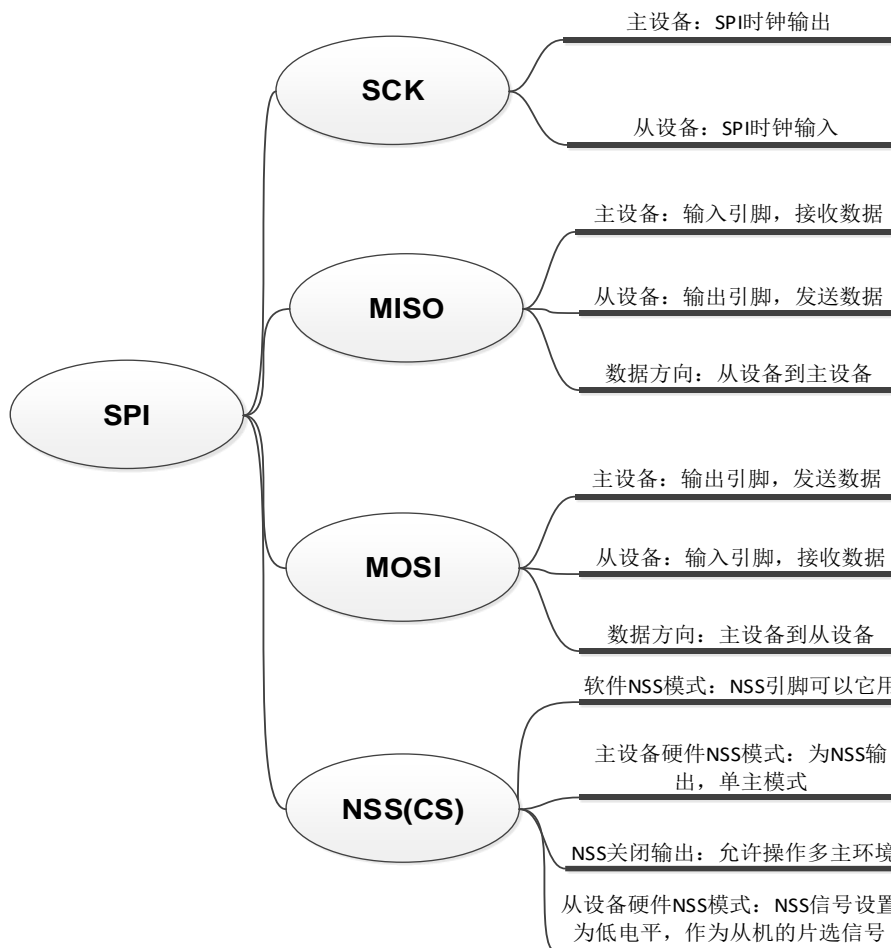 主设备：SPI时钟输出
SCK
从设备：SPI时钟输入
主设备：输入引脚，接收数据
MISO
从设备：输出引脚，发送数据
数据方向：从设备到主设备
SPI
主设备：输出引脚，发送数据
MOSI
从设备：输入引脚，接收数据
数据方向：主设备到从设备
软件NSS模式：NSS引脚可以它用
主设备硬件NSS模式：为NSS输
出，单主模式
NSS(CS)
NSS关闭输出：允许操作多主环境
从设备硬件NSS模式：NSS信号设置
为低电平，作为从机的片选信号